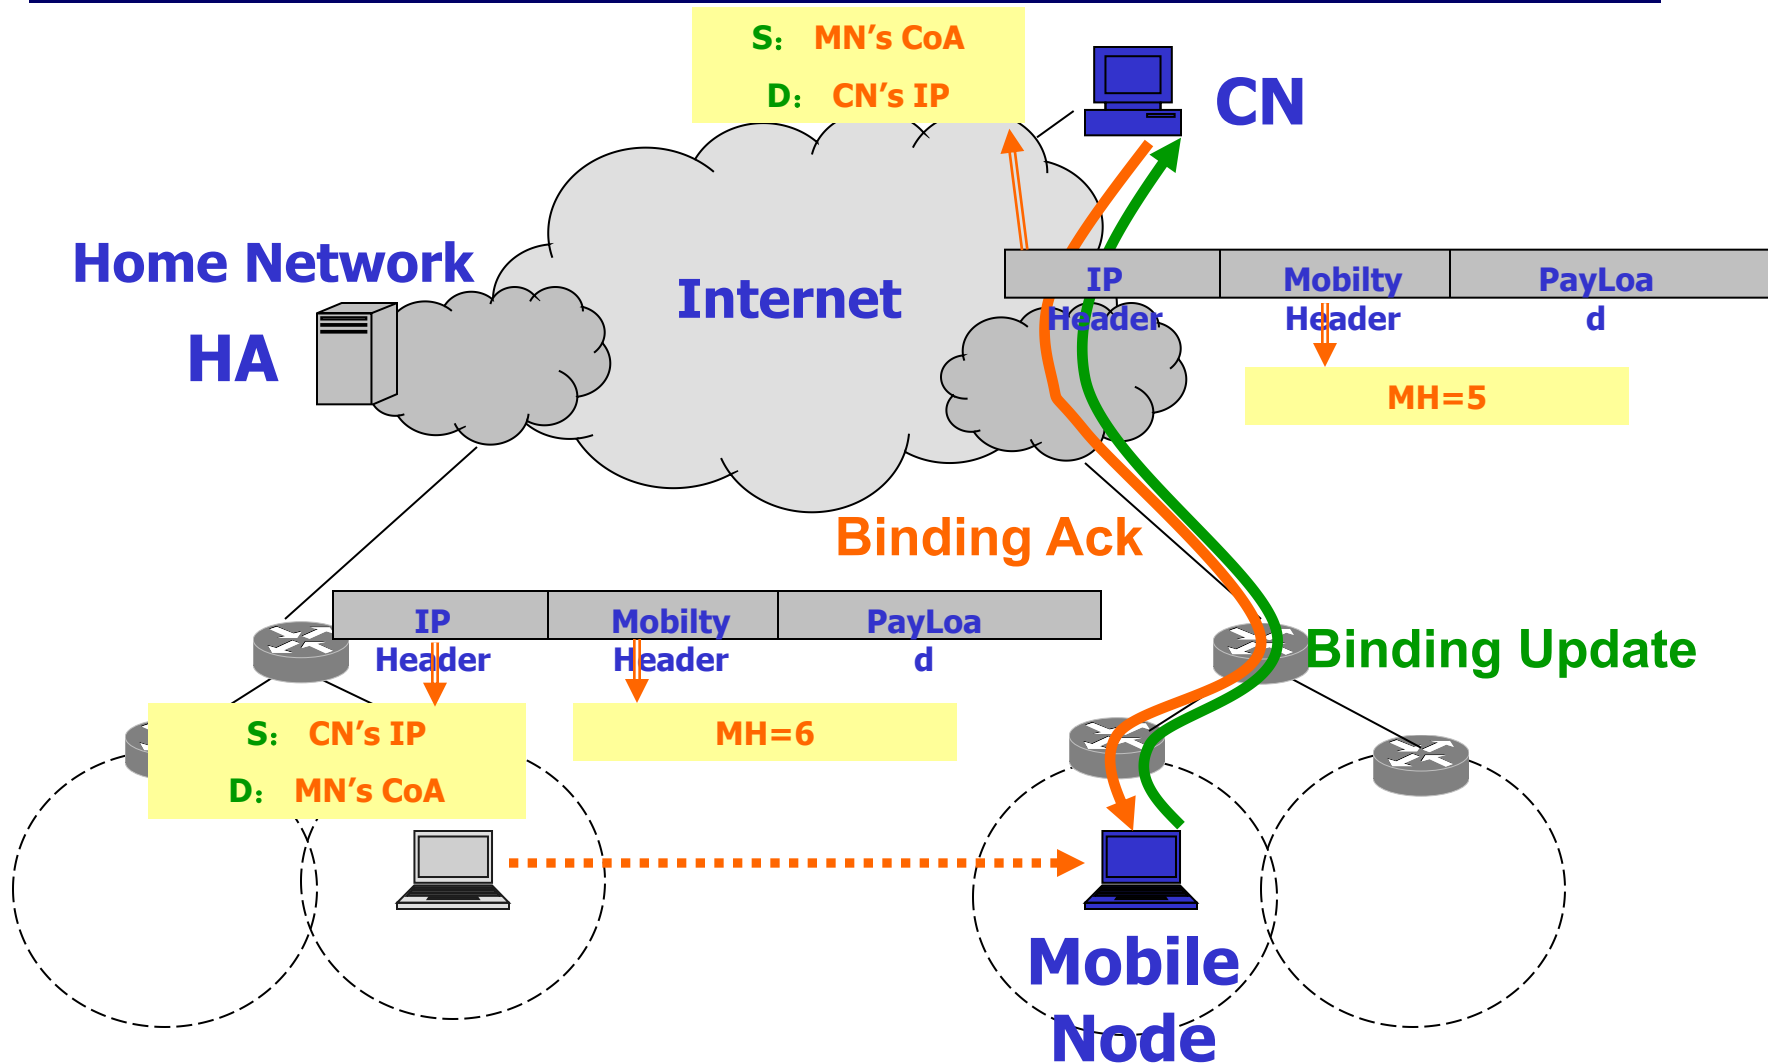 S： MN’s CoA
D： CN’s IP
CN
Home Network
HA
Internet
IP
Header
Mobilty
Header
PayLoa
d
MH=5
Binding Ack
IP
Header
Mobilty
Header
PayLoa
d
Binding Update
S： CN’s IP
D： MN’s CoA
MH=6
Mobile
Node